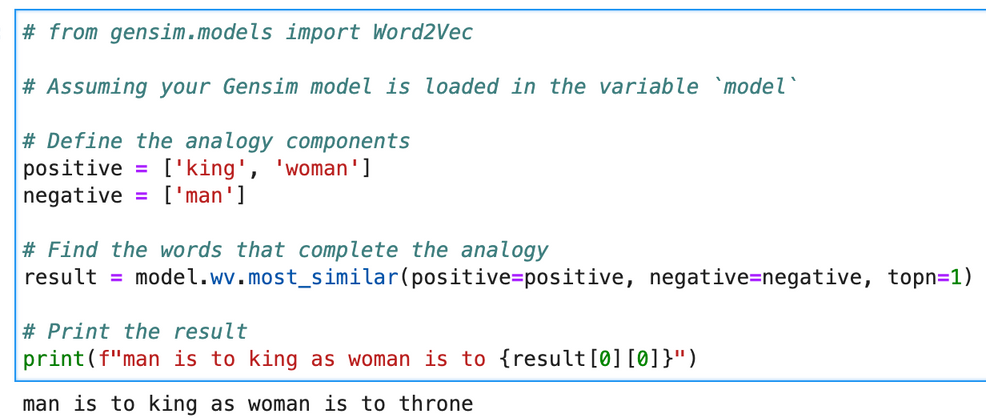 # from gensim.models import Word2Vec
# Assuming your Gensim model is loaded in the variable `model`
# Define the analogy components
positive = ['king', 'woman']
negative = ['man']
# Find the words that complete the analogy
result = model.wv.most_similar(positive=positive, negative=negative, topn=1)
# Print the result
print(f"man is to king as woman is to {result[0][0]}")
man is to king as woman is to throne